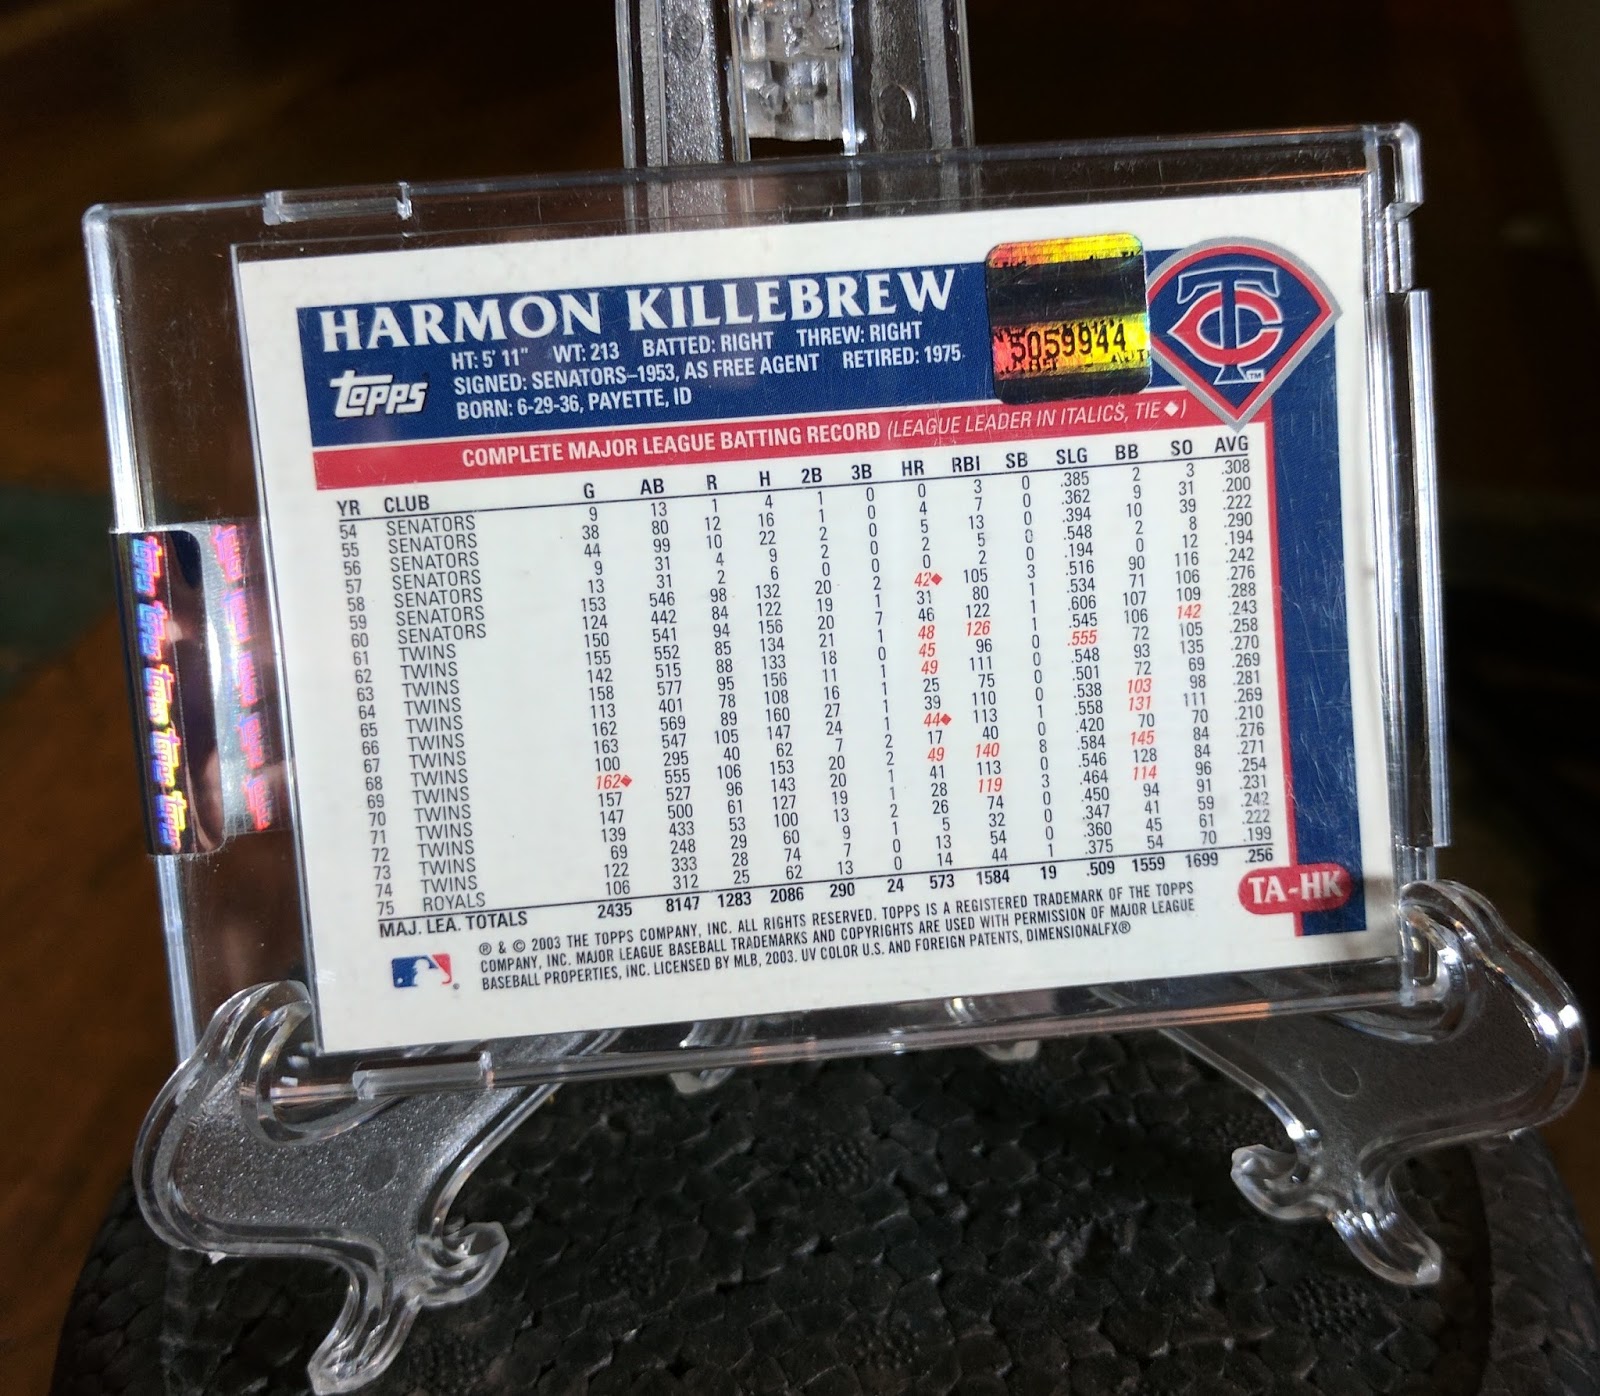 HARMON KILLEBREW
HT: 5' 11" WT: 213 BATTED: RIGHT THREW: RIGHT
SIGNED: SENATORS–1953, AS FREE AGENT RETIRED: 1975
BORN: 6-29-36, PAYETTE, ID
Topps
5059944
TC
TM
COMPLETE MAJOR LEAGUE BATTING RECORD (LEAGUE LEADER IN ITALICS, TIE ◆)
YR CLUB G AB R H 2B 3B HR RBI SB SLG BB SO AVG
54 SENATORS 9 13 1 4 1 0 0 3 0 .385 2 3 .308
55 SENATORS 38 80 12 16 1 0 4 7 0 .362 9 31 .200
56 SENATORS 44 99 10 22 2 0 5 13 0 .394 10 39 .222
57 SENATORS 9 31 4 9 2 0 2 5 0 .548 2 8 .290
58 SENATORS 13 31 2 6 0 0 0 2 0 .194 0 12 .194
59 SENATORS 153 546 98 132 20 2 42◆ 105 3 .516 90 116 .242
60 SENATORS 124 442 84 122 19 1 31 80 1 .534 71 106 .276
61 TWINS 150 541 94 156 20 7 46 122 1 .606 107 109 .288
62 TWINS 155 552 85 134 21 1 48 126 1 .545 106 142 .243
63 TWINS 142 515 88 133 18 0 45 96 0 .555 72 105 .258
64 TWINS 158 577 95 156 11 1 49 111 0 .548 93 135 .270
65 TWINS 113 401 78 108 16 1 25 75 0 .501 72 69 .269
66 TWINS 162 569 89 160 27 1 39 110 0 .538 103 98 .281
67 TWINS 163 547 105 147 24 1 44◆ 113 1 .558 131 111 .269
68 TWINS 100 295 40 62 7 2 17 40 0 .420 70 70 .210
69 TWINS 162◆ 555 106 153 20 2 49 140 8 .584 145 84 .276
70 TWINS 157 527 96 143 20 1 41 113 0 .546 128 84 .271
71 TWINS 147 500 61 127 19 1 28 119 3 .464 114 96 .254
72 TWINS 139 433 53 100 13 2 26 74 0 .450 94 91 .231
73 TWINS 69 248 29 60 9 1 5 32 0 .347 41 59 .242
74 TWINS 122 333 28 74 7 0 13 54 0 .360 45 61 .222
75 ROYALS 106 312 25 62 13 0 14 44 1 .375 54 70 .199
MAJ. LEA. TOTALS 2435 8147 1283 2086 290 24 573 1584 19 .509 1559 1699 .256
TA-HK
® & © 2003 THE TOPPS COMPANY, INC. ALL RIGHTS RESERVED. TOPPS IS A REGISTERED TRADEMARK OF THE TOPPS
COMPANY, INC. MAJOR LEAGUE BASEBALL TRADEMARKS AND COPYRIGHTS ARE USED WITH PERMISSION OF MAJOR LEAGUE
BASEBALL PROPERTIES, INC. LICENSED BY MLB, 2003. UV COLOR U.S. AND FOREIGN PATENTS, DIMENSIONALFX®
Topps Topps Topps Topps Topps